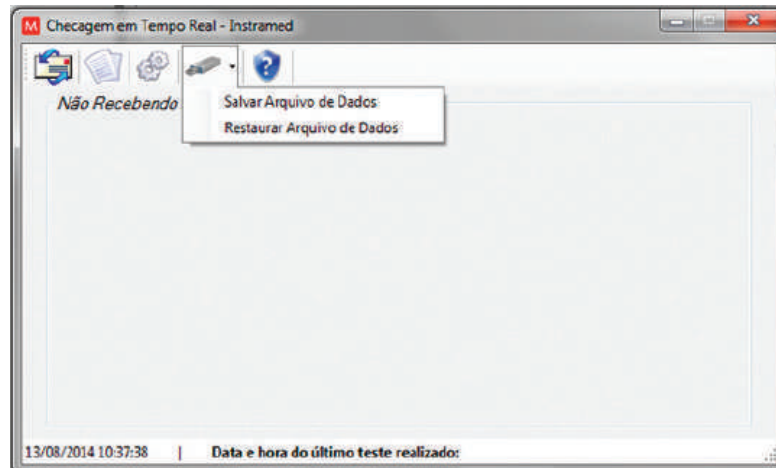 M Checagem em Tempo Real - Instramed
Não Recebendo
Salvar Arquivo de Dados
Restaurar Arquivo de Dados
13/08/2014 10:37:38 | Data e hora do último teste realizado: